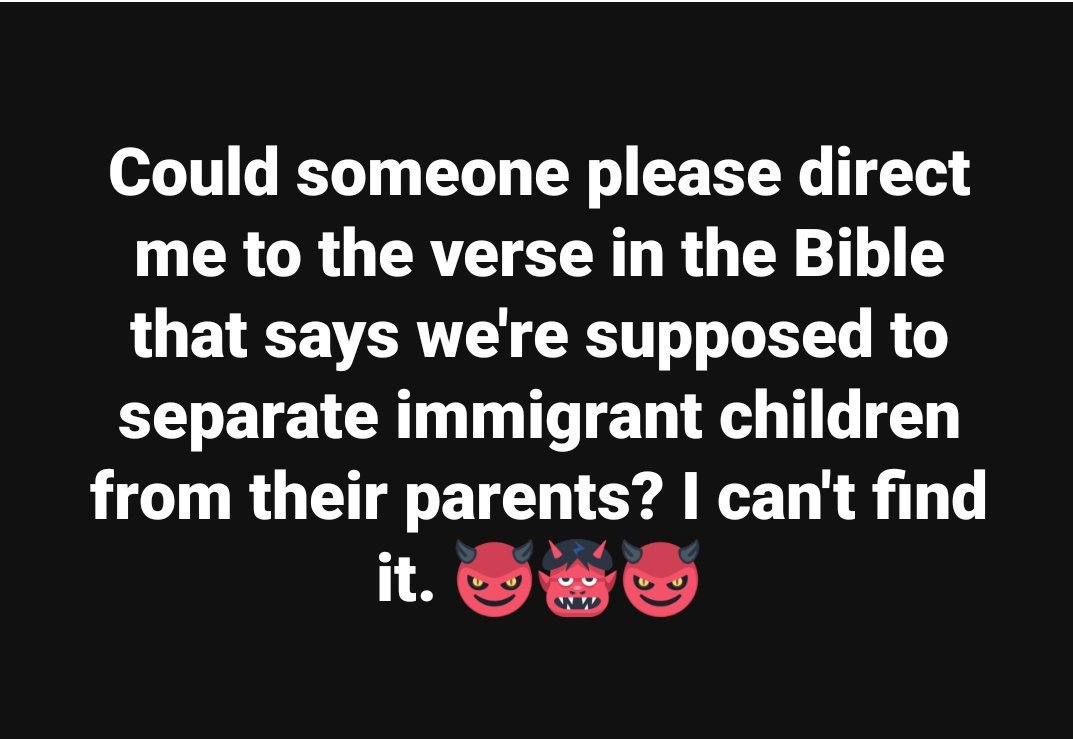 Could someone please direct
me to the verse in the Bible
that says we're supposed to
separate immigrant children
from their parents? I can't find
it.